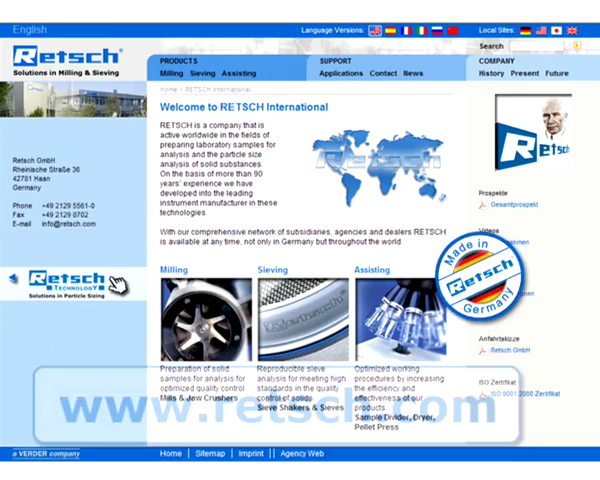 English
Language Versions:
Local Sites:
Search
Retsch®
Solutions in Milling & Sieving
PRODUCTS
Milling Sieving Assisting
SUPPORT
Applications Contact News
COMPANY
History Present Future
Home > RETSCH International
Welcome to RETSCH International
RETSCH is a company that is
active worldwide in the fields of
preparing laboratory samples for
analysis and the particle size
analysis of solid substances.
On the basis of more than 90
years' experience we have
developed into the leading
instrument manufacturer in these
technologies.
With our comprehensive network of subsidiaries, agencies and dealers RETSCH
is available at any time, not only in Germany but throughout the world.
Retsch
Retsch GmbH
Rheinische Straße 36
42781 Haan
Germany
Phone +49 2129 5561-0
Fax +49 2129 8702
E-mail info@retsch.com
Retsch
TECHNOLOGY
Solutions in Particle Sizing
Retsch
Prospekte
Gesamtprospekt
Videos
Made in
Retsch
Germany
Anfahrtskizze
Retsch GmbH
ISO Zertifikat
ISO 9001:2000 Zertifikat
Milling
Preparation of solid
samples for analysis for
optimized quality control.
Mills & Jaw Crushers
Sieving
Retsch
Reproducible sieve
analysis for meeting high
standards in the quality
control of solids.
Sieve Shakers & Sieves
Assisting
Optimized working
procedures by increasing
the efficiency and
effectiveness of our
products.
Sample Divider, Dryer,
Pellet Press
www.retsch.com
a VERDER company
Home | Sitemap | Imprint || Agency Web